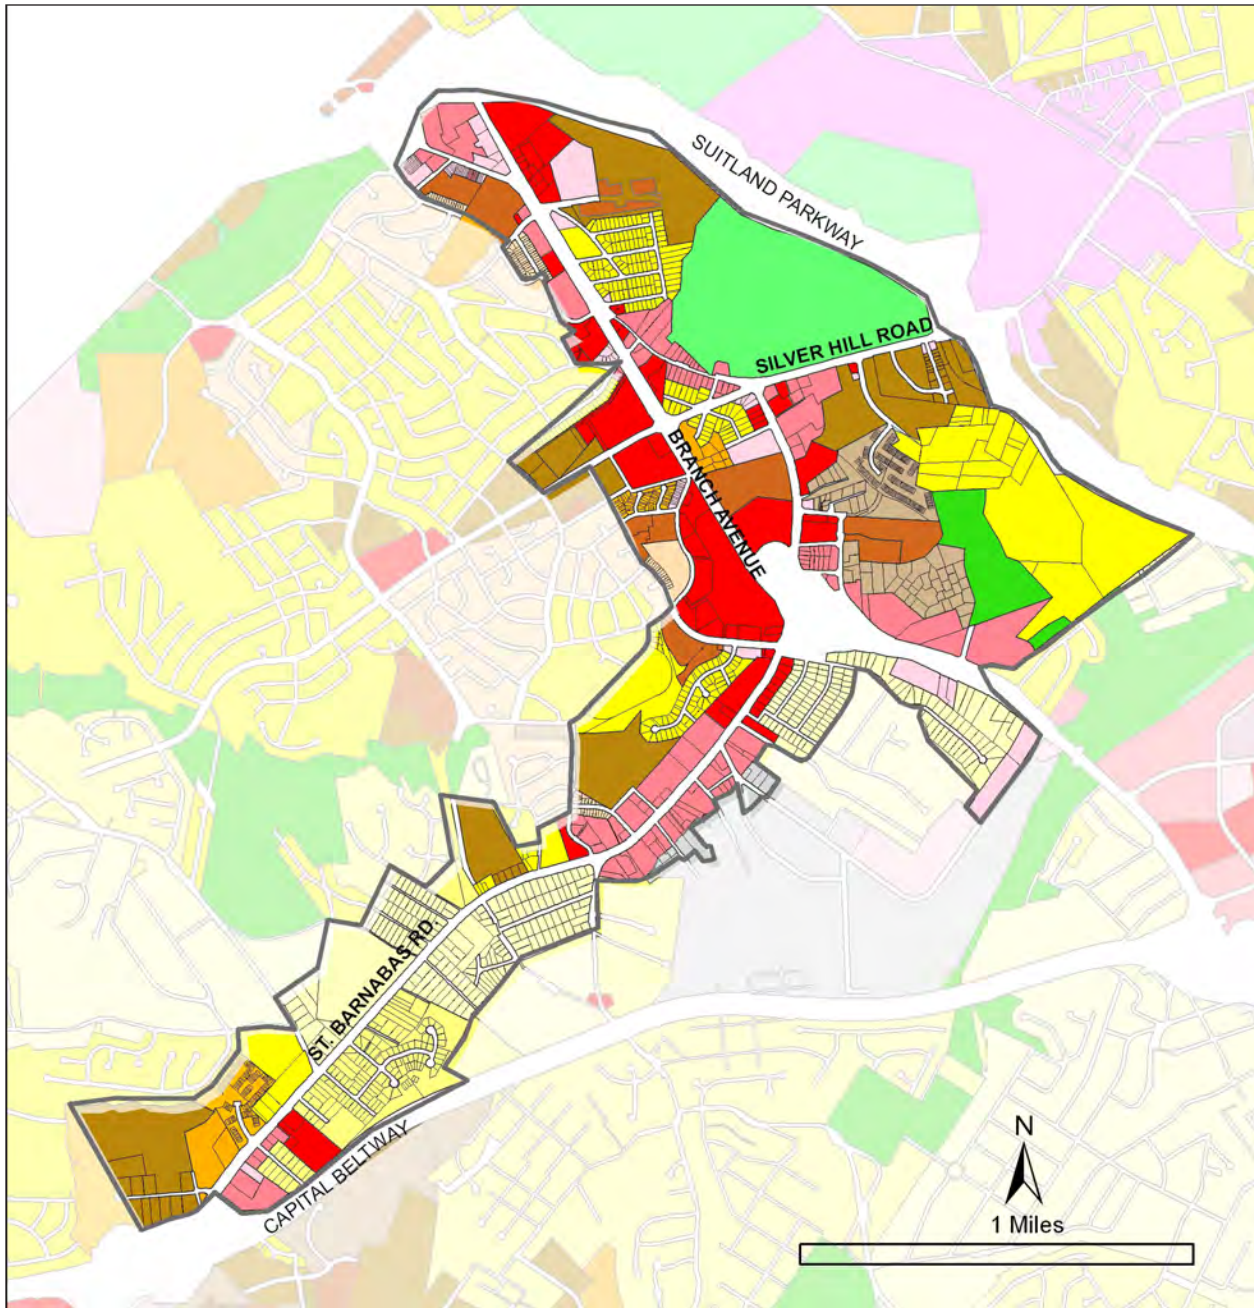 SUITLAND PARKWAY
SILVER HILL ROAD
BRANCH AVENUE
ST. BARNABAS RD.
CAPITAL BELTWAY
N
1 Miles